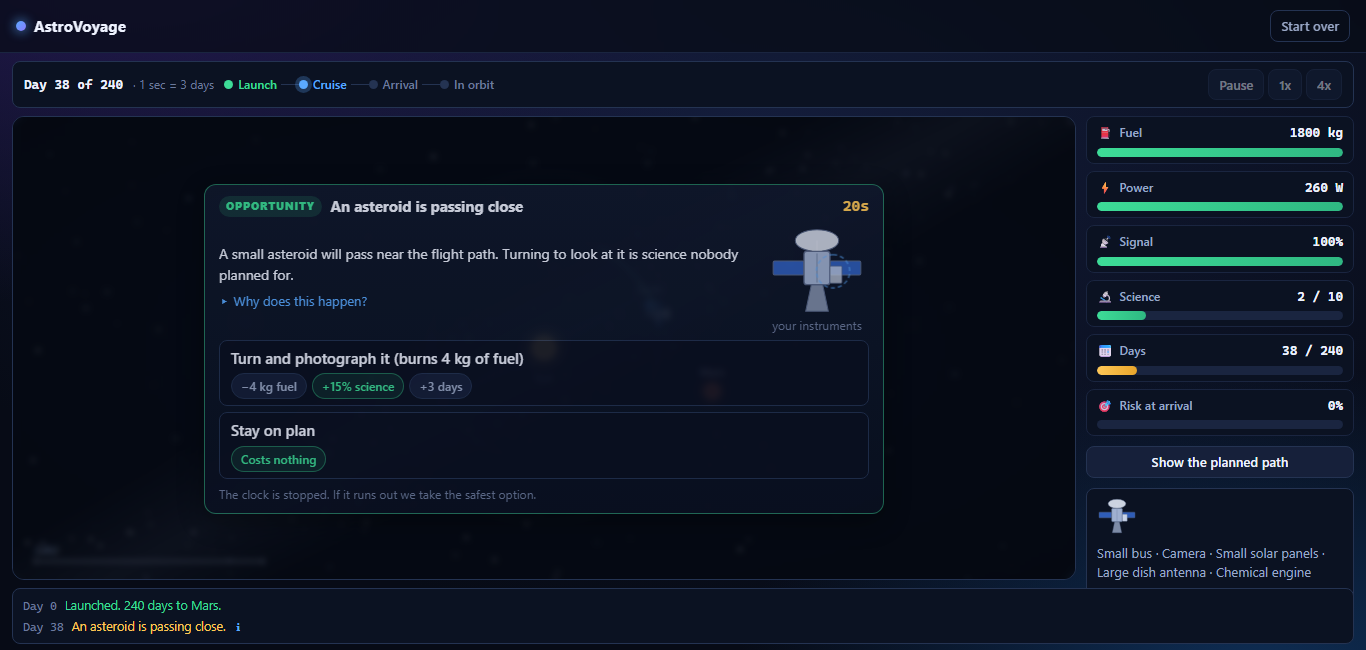 AstroVoyage
Start over
Day 38 of 240 · 1 sec = 3 days Launch Cruise Arrival In orbit
Pause 1x 4x
OPPORTUNITY An asteroid is passing close 20s
A small asteroid will pass near the flight path. Turning to look at it is science nobody
planned for.
Why does this happen?
your instruments
Turn and photograph it (burns 4 kg of fuel)
−4 kg fuel +15% science +3 days
Stay on plan
Costs nothing
The clock is stopped. If it runs out we take the safest option.
Fuel 1800 kg
Power 260 W
Signal 100%
Science 2 / 10
Days 38 / 240
Risk at arrival 0%
Show the planned path
Small bus · Camera · Small solar panels ·
Large dish antenna · Chemical engine
Day 0 Launched. 240 days to Mars.
Day 38 An asteroid is passing close. i